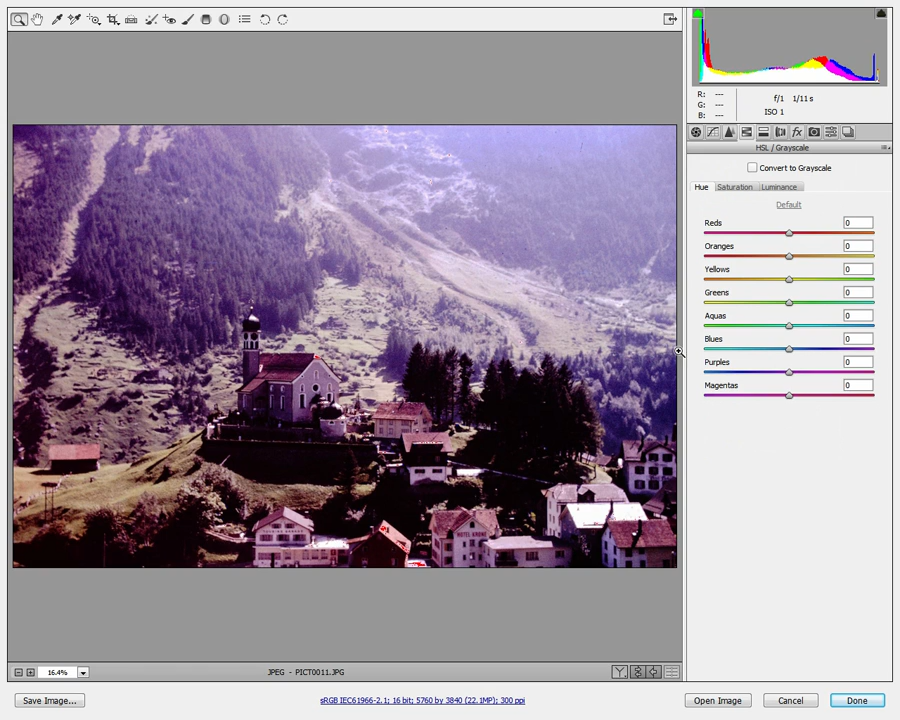 R: ---
G: ---
B: ---
f/1 1/11 s
ISO 1
fx
HSL / Grayscale
Convert to Grayscale
Hue Saturation Luminance
Default
Reds 0
Oranges 0
Yellows 0
Greens 0
Aquas 0
Blues 0
Purples 0
Magentas 0
HOTEL KRONE
16.4%
JPEG - PICT0011.JPG
Y
Save Image...
sRGB IEC61966-2.1; 16 bit; 5760 by 3840 (22.1MP); 300 ppi
Open Image
Cancel
Done